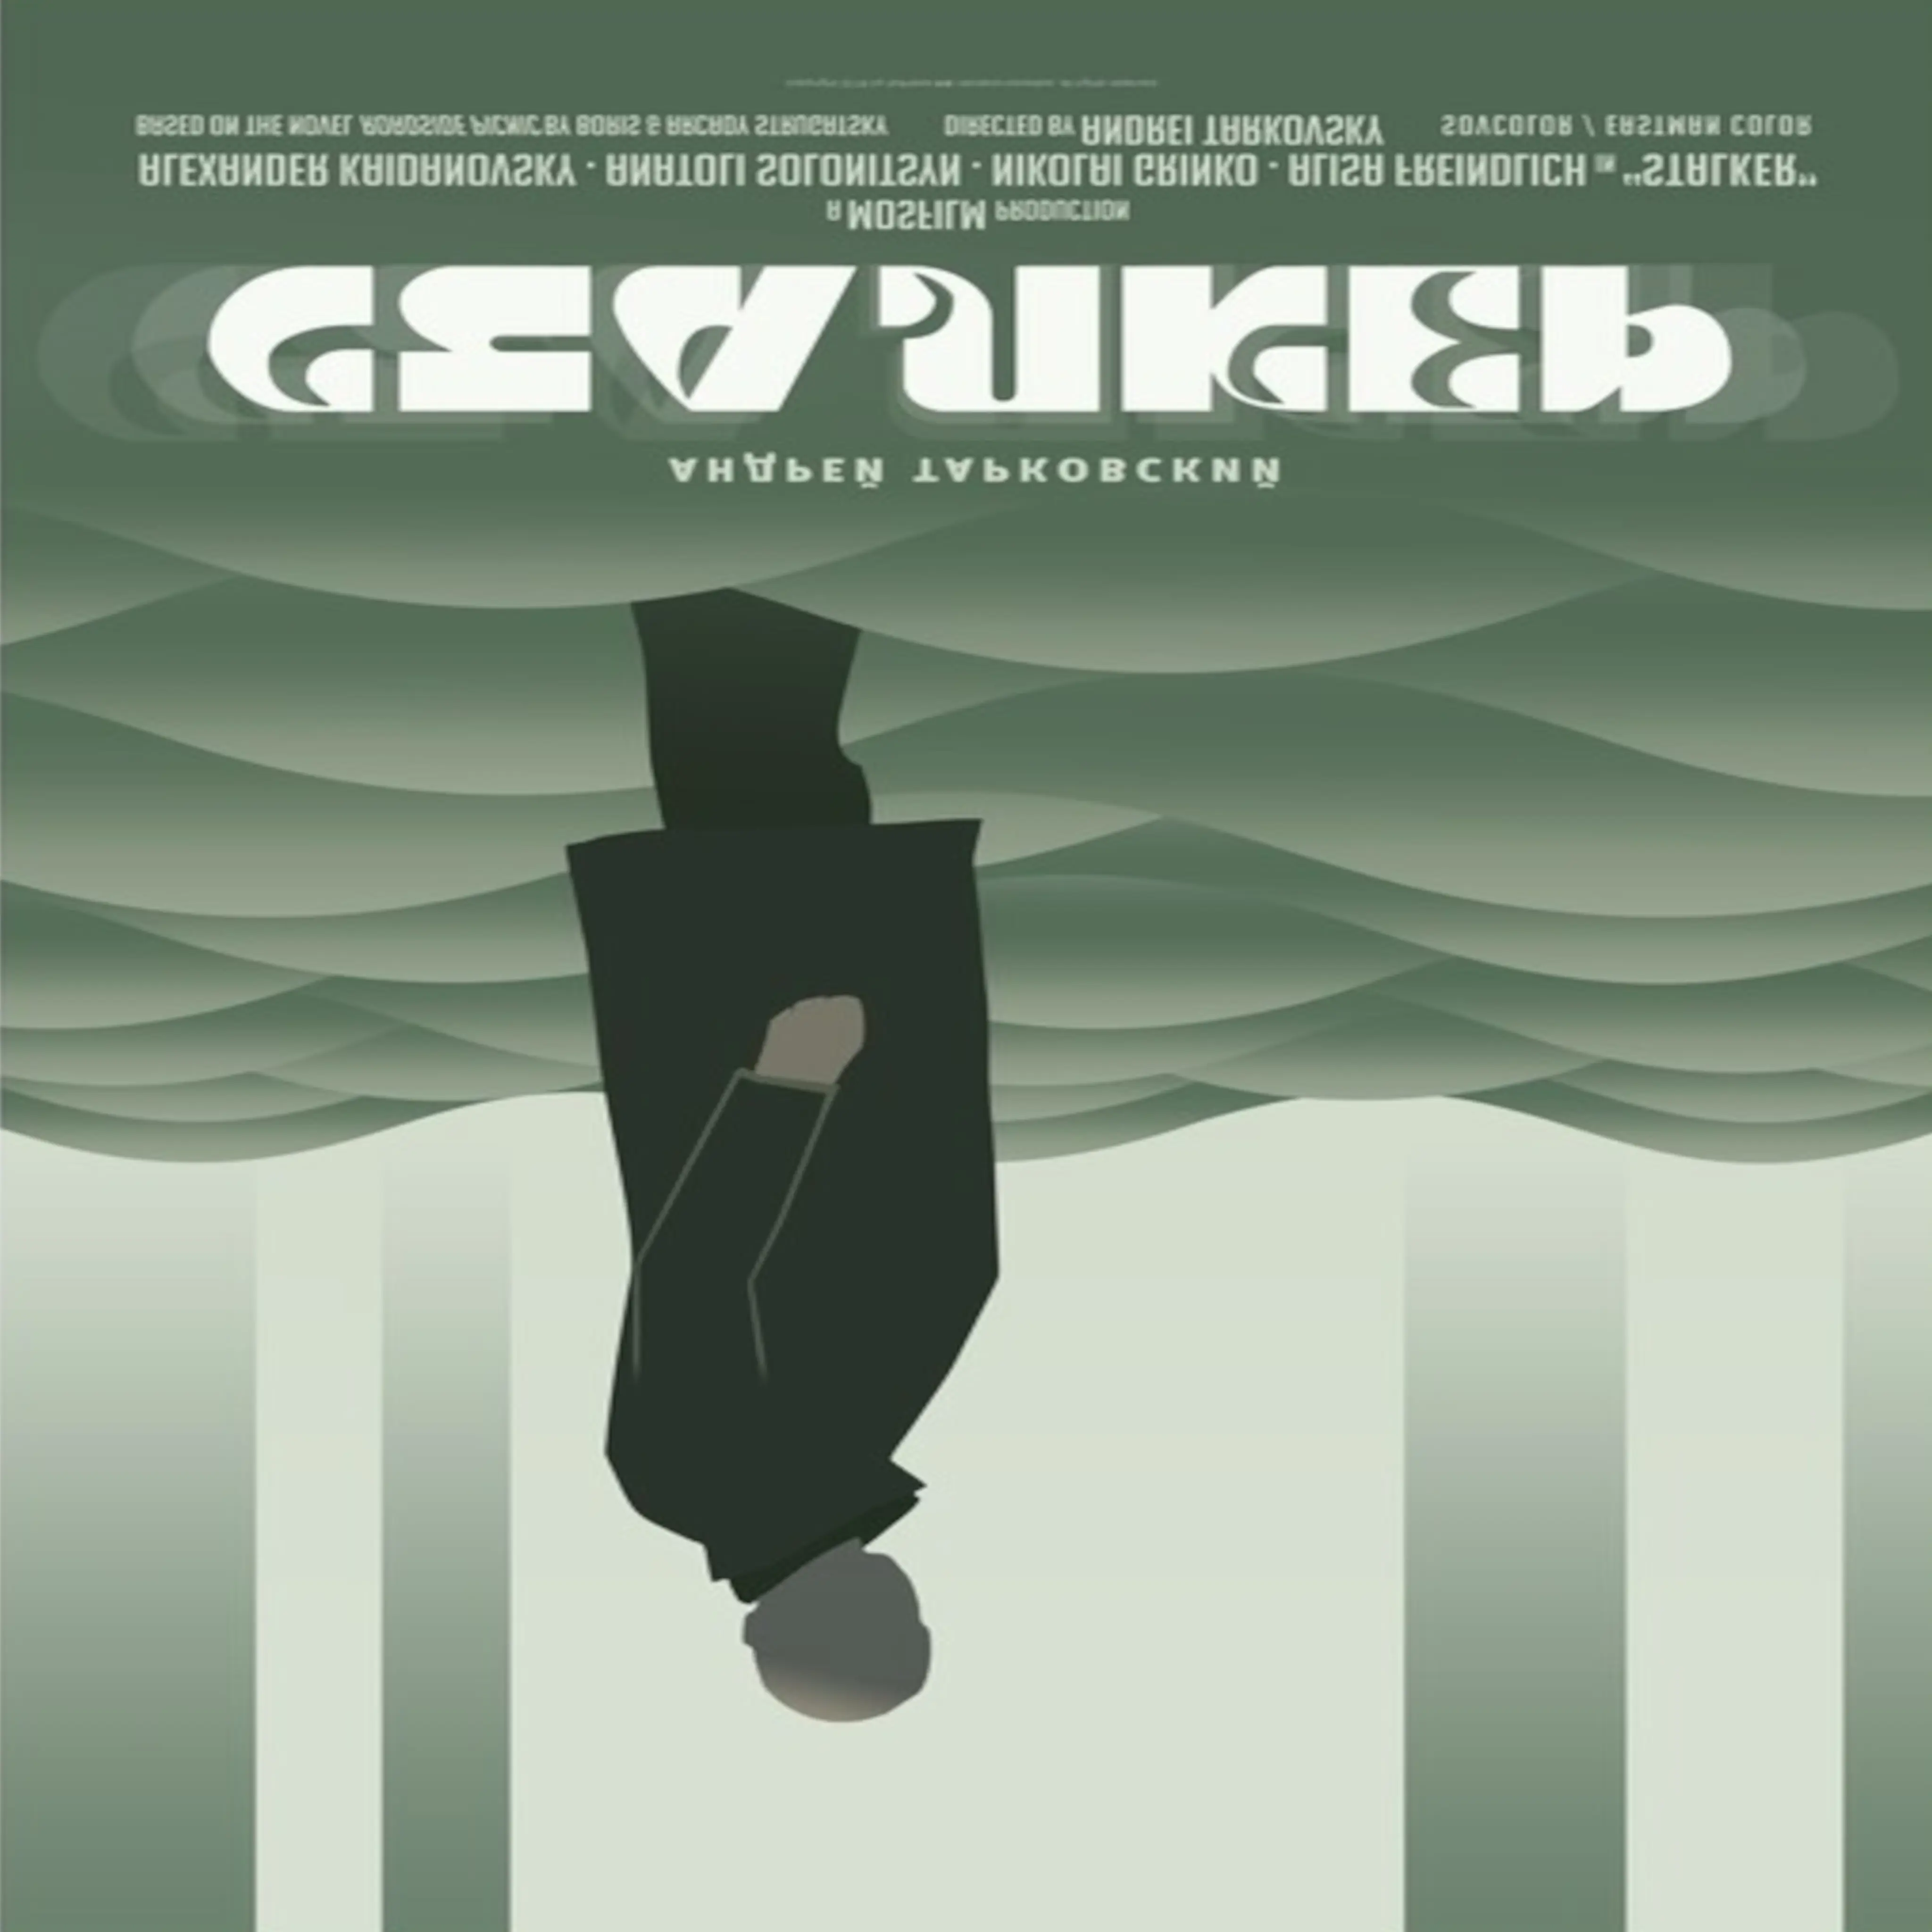 АНДРЕЙ ТАРКОВСКИЙ
СТАЛКЕР
A MOSFILM PRODUCTION
ALEXANDER KAIDANOVSKY - ANATOLI SOLONITSYN - NIKOLAI GRINKO - ALISA FREINDLICH IN "STALKER"
BASED ON THE NOVEL ROADSIDE PICNIC BY BORIS & ARCADY STRUGATSKY DIRECTED BY ANDREI TARKOVSKY SOVCOLOR / EASTMAN COLOR